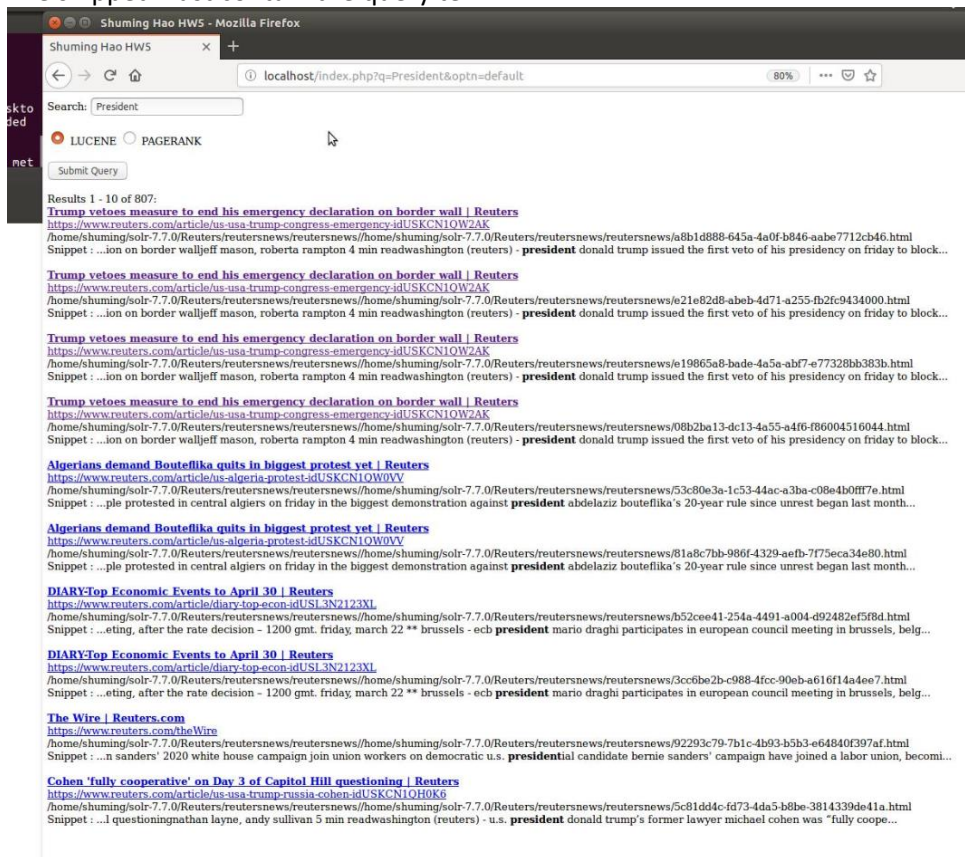 Shuming Hao HW5 - Mozilla Firefox
Shuming Hao HW5 × +
localhost/index.php?q=President&optn=default 80%
skto
ded
met
Search: President
LUCENE PAGERANK
Submit Query
Results 1 - 10 of 807:
Trump vetoes measure to end his emergency declaration on border wall | Reuters
https://www.reuters.com/article/us-usa-trump-congress-emergency-idUSKCN1QW2AK
/home/shuming/solr-7.7.0/Reuters/reutersnews/reutersnews//home/shuming/solr-7.7.0/Reuters/reutersnews/reutersnews/a8b1d888-645a-4a0f-b846-aabe7712cb46.html
Snippet : ...ion on border walljeff mason, roberta rampton 4 min readwashington (reuters) - president donald trump issued the first veto of his presidency on friday to block...
Trump vetoes measure to end his emergency declaration on border wall | Reuters
https://www.reuters.com/article/us-usa-trump-congress-emergency-idUSKCN1QW2AK
/home/shuming/solr-7.7.0/Reuters/reutersnews/reutersnews//home/shuming/solr-7.7.0/Reuters/reutersnews/reutersnews/e21e82d8-abeb-4d71-a255-fb2fc9434000.html
Snippet : ...ion on border walljeff mason, roberta rampton 4 min readwashington (reuters) - president donald trump issued the first veto of his presidency on friday to block...
Trump vetoes measure to end his emergency declaration on border wall | Reuters
https://www.reuters.com/article/us-usa-trump-congress-emergency-idUSKCN1QW2AK
/home/shuming/solr-7.7.0/Reuters/reutersnews/reutersnews//home/shuming/solr-7.7.0/Reuters/reutersnews/reutersnews/e19865a8-bade-4a5a-abf7-e77328bb383b.html
Snippet : ...ion on border walljeff mason, roberta rampton 4 min readwashington (reuters) - president donald trump issued the first veto of his presidency on friday to block...
Trump vetoes measure to end his emergency declaration on border wall | Reuters
https://www.reuters.com/article/us-usa-trump-congress-emergency-idUSKCN1QW2AK
/home/shuming/solr-7.7.0/Reuters/reutersnews/reutersnews//home/shuming/solr-7.7.0/Reuters/reutersnews/reutersnews/08b2ba13-dc13-4a55-a4f6-f86004516044.html
Snippet : ...ion on border walljeff mason, roberta rampton 4 min readwashington (reuters) - president donald trump issued the first veto of his presidency on friday to block...
Algerians demand Bouteflika quits in biggest protest yet | Reuters
https://www.reuters.com/article/us-algeria-protest-idUSKCN1QW0VV
/home/shuming/solr-7.7.0/Reuters/reutersnews/reutersnews//home/shuming/solr-7.7.0/Reuters/reutersnews/reutersnews/53c80e3a-1c53-44ac-a3ba-c08e4b0fff7e.html
Snippet : ...ple protested in central algiers on friday in the biggest demonstration against president abdelaziz bouteflika's 20-year rule since unrest began last month...
Algerians demand Bouteflika quits in biggest protest yet | Reuters
https://www.reuters.com/article/us-algeria-protest-idUSKCN1QW0VV
/home/shuming/solr-7.7.0/Reuters/reutersnews/reutersnews//home/shuming/solr-7.7.0/Reuters/reutersnews/reutersnews/81a8c7bb-986f-4329-aefb-7f75eca34e80.html
Snippet : ...ple protested in central algiers on friday in the biggest demonstration against president abdelaziz bouteflika's 20-year rule since unrest began last month...
DIARY-Top Economic Events to April 30 | Reuters
https://www.reuters.com/article/diary-top-econ-idUSL3N2123XL
/home/shuming/solr-7.7.0/Reuters/reutersnews/reutersnews//home/shuming/solr-7.7.0/Reuters/reutersnews/reutersnews/b52cee41-254a-4491-a004-d92482ef5f8d.html
Snippet : ...eting, after the rate decision – 1200 gmt. friday, march 22 ** brussels - ecb president mario draghi participates in european council meeting in brussels, belg...
DIARY-Top Economic Events to April 30 | Reuters
https://www.reuters.com/article/diary-top-econ-idUSL3N2123XL
/home/shuming/solr-7.7.0/Reuters/reutersnews/reutersnews//home/shuming/solr-7.7.0/Reuters/reutersnews/reutersnews/3cc6be2b-c988-4fcc-90eb-a616f14a4ee7.html
Snippet : ...eting, after the rate decision – 1200 gmt. friday, march 22 ** brussels - ecb president mario draghi participates in european council meeting in brussels, belg...
The Wire | Reuters.com
https://www.reuters.com/theWire
/home/shuming/solr-7.7.0/Reuters/reutersnews/reutersnews//home/shuming/solr-7.7.0/Reuters/reutersnews/reutersnews/92293c79-7b1c-4b93-b5b3-e64840f397af.html
Snippet : ...n sanders' 2020 white house campaign join union workers on democratic u.s. presidential candidate bernie sanders' campaign have joined a labor union, becomi...
Cohen 'fully cooperative' on Day 3 of Capitol Hill questioning | Reuters
https://www.reuters.com/article/us-usa-trump-russia-cohen-idUSKCN1QH0K6
/home/shuming/solr-7.7.0/Reuters/reutersnews/reutersnews//home/shuming/solr-7.7.0/Reuters/reutersnews/reutersnews/5c81dd4c-fd73-4da5-b8be-3814339de41a.html
Snippet : ...l questioningnathan layne, andy sullivan 5 min readwashington (reuters) - u.s. president donald trump's former lawyer michael cohen was "fully coope...